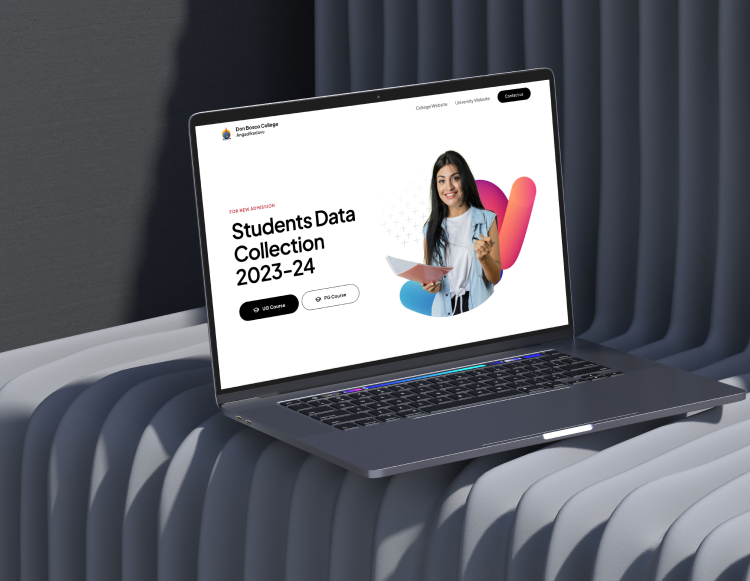 Don Bosco College
Angadikadavu
College Website
University Website
Contact us
FOR NEW ADMISSION
Students Data
Collection
2023-24
UG Course
PG Course